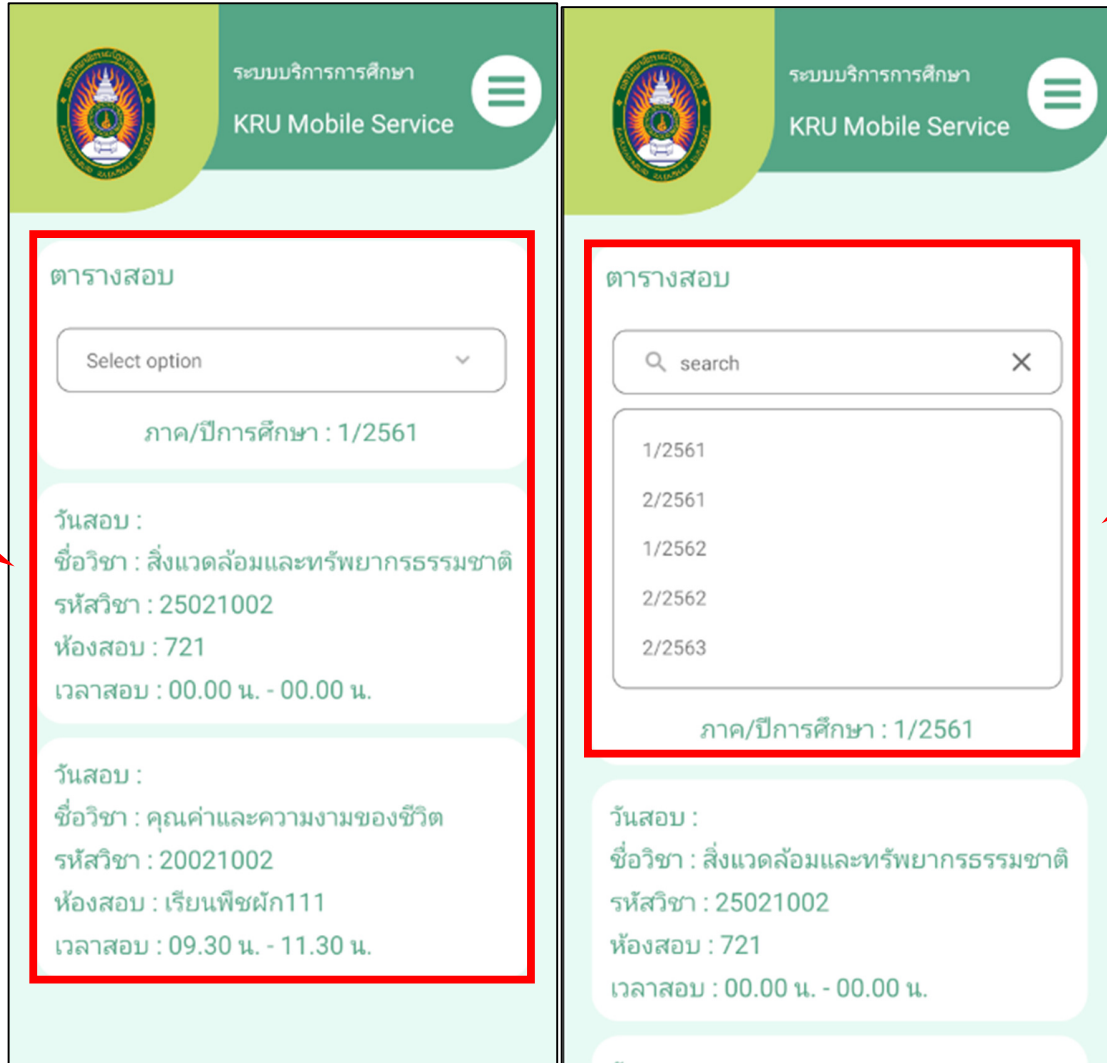 ระบบบริการการศึกษา
KRU Mobile Service
ตารางสอบ
Select option
ภาค/ปีการศึกษา : 1/2561
วันสอบ :
ชื่อวิชา : สิ่งแวดล้อมและทรัพยากรธรรมชาติ
รหัสวิชา : 25021002
ห้องสอบ : 721
เวลาสอบ : 00.00 น. - 00.00 น.
วันสอบ :
ชื่อวิชา : คุณค่าและความงามของชีวิต
รหัสวิชา : 20021002
ห้องสอบ : เรียนพืชผัก111
เวลาสอบ : 09.30 น. - 11.30 น.
ระบบบริการการศึกษา
KRU Mobile Service
ตารางสอบ
search
1/2561
2/2561
1/2562
2/2562
2/2563
ภาค/ปีการศึกษา : 1/2561
วันสอบ :
ชื่อวิชา : สิ่งแวดล้อมและทรัพยากรธรรมชาติ
รหัสวิชา : 25021002
ห้องสอบ : 721
เวลาสอบ : 00.00 น. - 00.00 น.